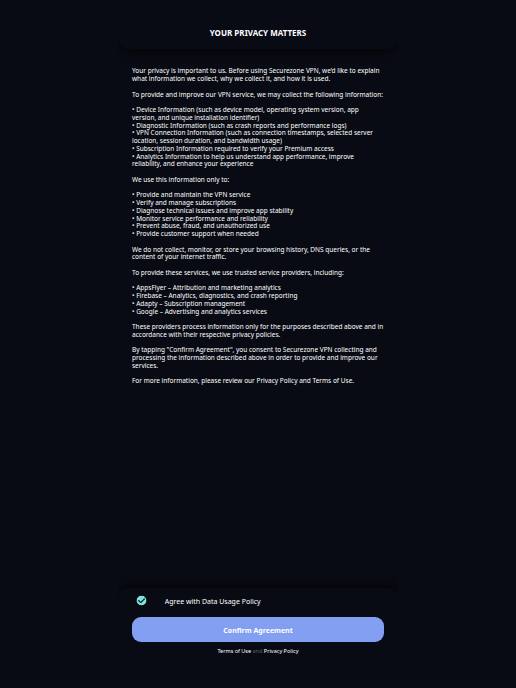 YOUR PRIVACY MATTERS
Your privacy is important to us. Before using Securezone VPN, we'd like to explain
what information we collect, why we collect it, and how it is used.
To provide and improve our VPN service, we may collect the following information:
• Device Information (such as device model, operating system version, app
version, and unique installation identifier)
• Diagnostic Information (such as crash reports and performance logs)
• VPN Connection Information (such as connection timestamps, selected server
location, session duration, and bandwidth usage)
• Subscription Information required to verify your Premium access
• Analytics Information to help us understand app performance, improve
reliability, and enhance your experience
We use this information only to:
• Provide and maintain the VPN service
• Verify and manage subscriptions
• Diagnose technical issues and improve app stability
• Monitor service performance and reliability
• Prevent abuse, fraud, and unauthorized use
• Provide customer support when needed
We do not collect, monitor, or store your browsing history, DNS queries, or the
content of your internet traffic.
To provide these services, we use trusted service providers, including:
• AppsFlyer – Attribution and marketing analytics
• Firebase – Analytics, diagnostics, and crash reporting
• Adapty – Subscription management
• Google – Advertising and analytics services
These providers process information only for the purposes described above and in
accordance with their respective privacy policies.
By tapping "Confirm Agreement", you consent to Securezone VPN collecting and
processing the information described above in order to provide and improve our
services.
For more information, please review our Privacy Policy and Terms of Use.
Agree with Data Usage Policy
Confirm Agreement
Terms of Use and Privacy Policy